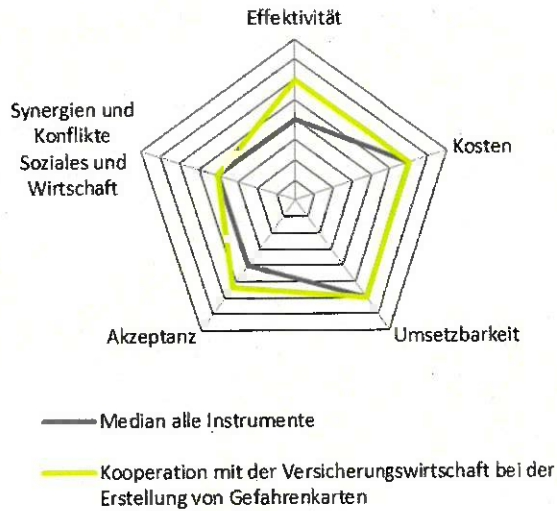 Effektivität
Synergien und
Konflikte
Soziales und
Wirtschaft
Kosten
Akzeptanz
Umsetzbarkeit
Median alle Instrumente
Kooperation mit der Versicherungswirtschaft bei der
Erstellung von Gefahrenkarten